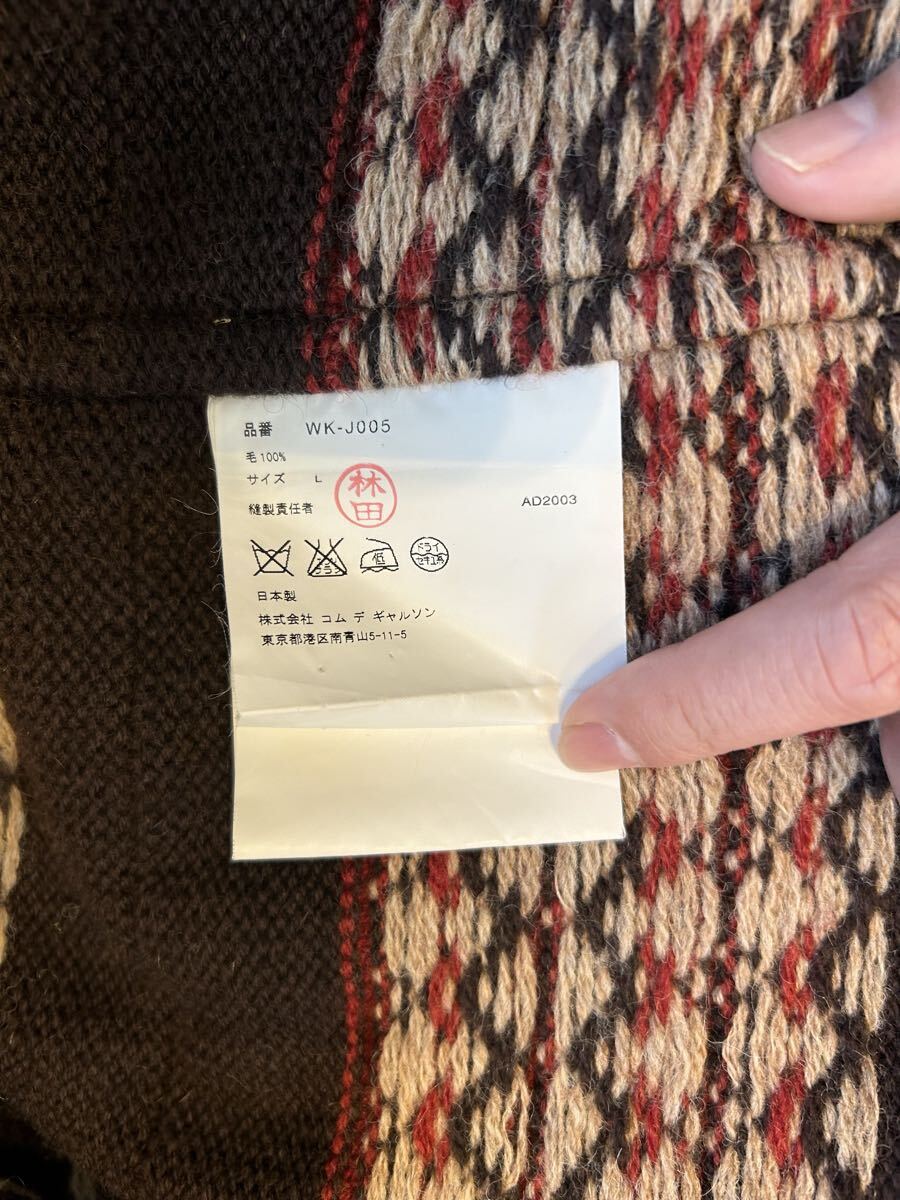 品番 WK-J005
毛100%
サイズ L
林田
縫製責任者
AD2003
低
ドライ
日本製
株式会社 コム デ ギャルソン
東京都港区南青山5-11-5